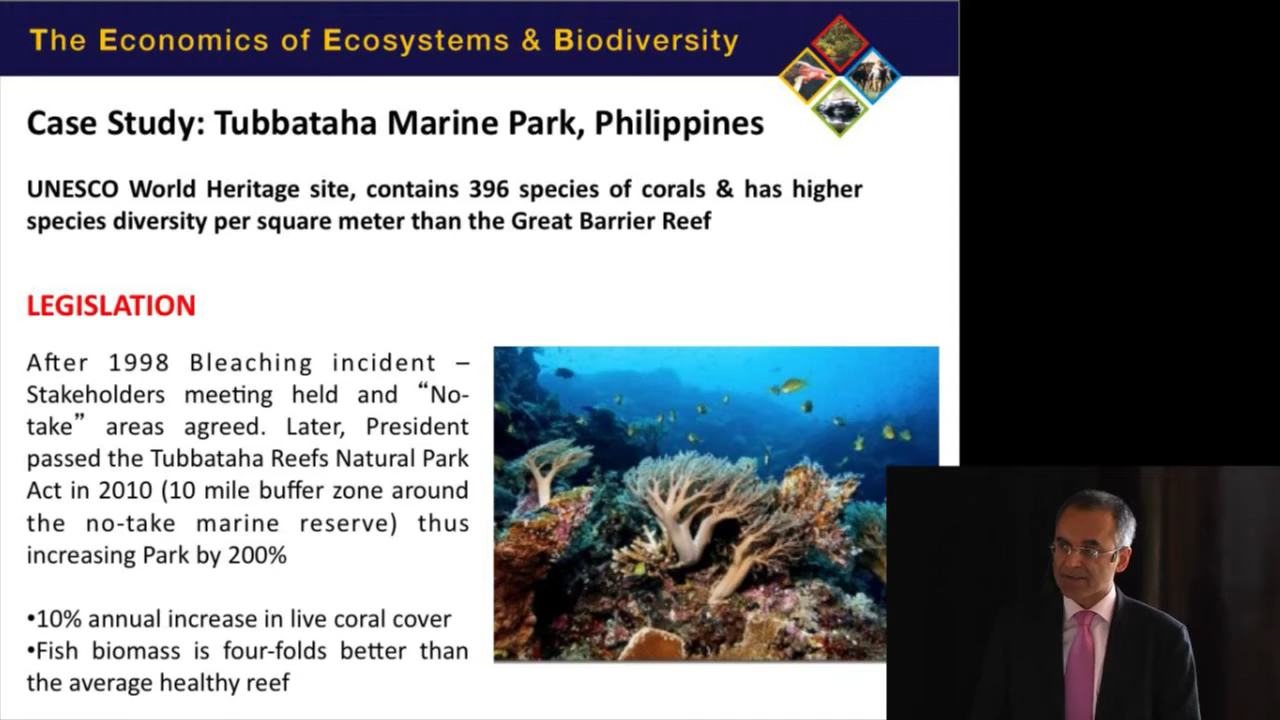 The Economics of Ecosystems & Biodiversity
Case Study: Tubbataha Marine Park, Philippines
UNESCO World Heritage site, contains 396 species of corals & has higher
species diversity per square meter than the Great Barrier Reef
LEGISLATION
After 1998 Bleaching incident –
Stakeholders meeting held and “No-
take” areas agreed. Later, President
passed the Tubbataha Reefs Natural Park
Act in 2010 (10 mile buffer zone around
the no-take marine reserve) thus
increasing Park by 200%
•10% annual increase in live coral cover
•Fish biomass is four-folds better than
the average healthy reef